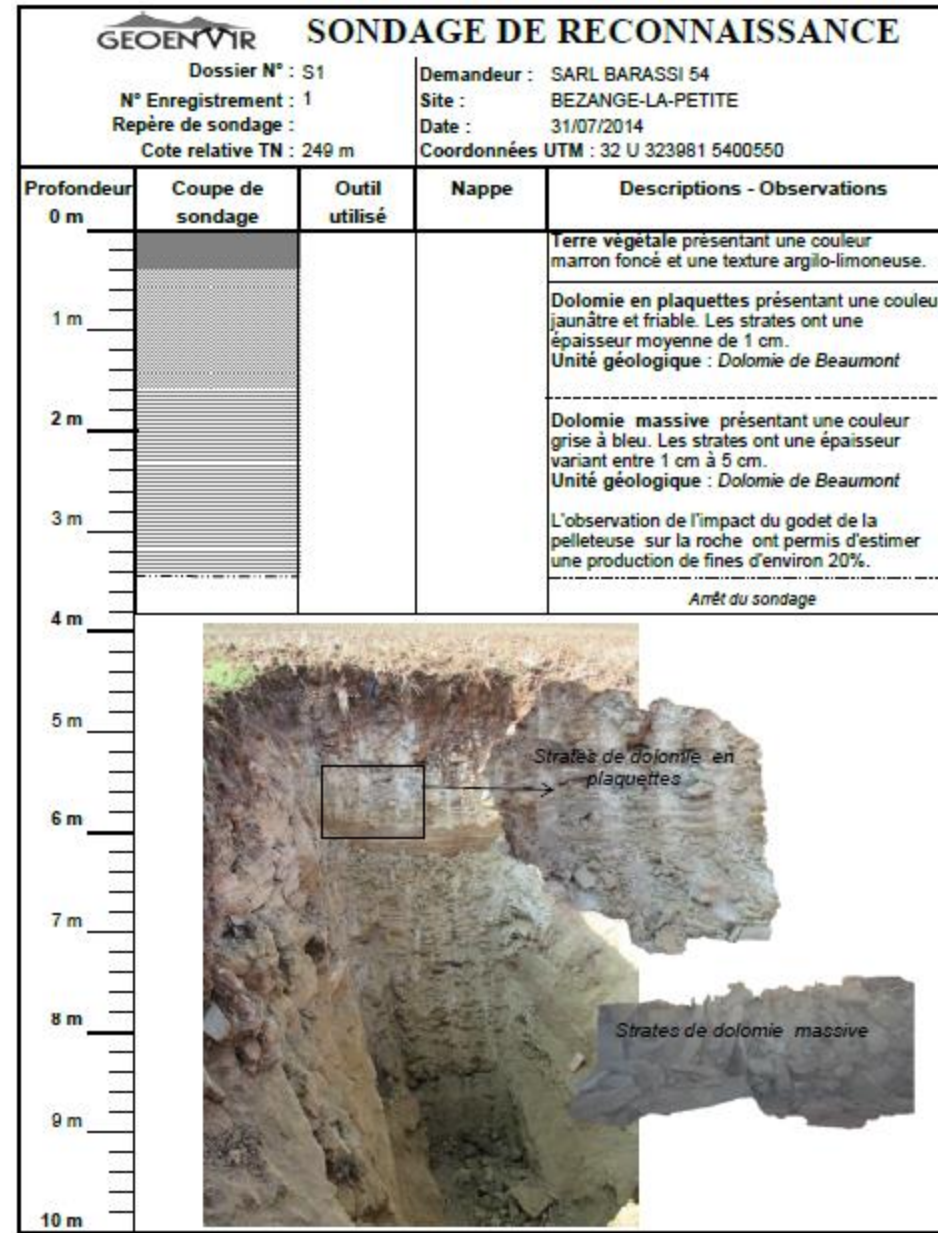 GEOENVIR
SONDAGE DE RECONNAISSANCE
Dossier N° : S1
N° Enregistrement : 1
Repère de sondage :
Cote relative TN : 249 m
Demandeur : SARL BARASSI 54
Site : BEZANGE-LA-PETITE
Date : 31/07/2014
Coordonnées UTM : 32 U 323981 5400550
Profondeur
0 m
Coupe de
sondage
Outil
utilisé
Nappe
Descriptions - Observations
Terre végétale présentant une couleur
marron foncé et une texture argilo-limoneuse.
Dolomie en plaquettes présentant une couleu
jaunâtre et friable. Les strates ont une
épaisseur moyenne de 1 cm.
Unité géologique : Dolomie de Beaumont
Dolomie massive présentant une couleur
grise à bleu. Les strates ont une épaisseur
variant entre 1 cm à 5 cm.
Unité géologique : Dolomie de Beaumont
L'observation de l'impact du godet de la
pelleteuse sur la roche ont permis d'estimer
une production de fines d'environ 20%.
Arrêt du sondage
1 m
2 m
3 m
4 m
5 m
6 m
7 m
8 m
9 m
10 m
Strates de dolomie en
plaquettes
Strates de dolomie massive